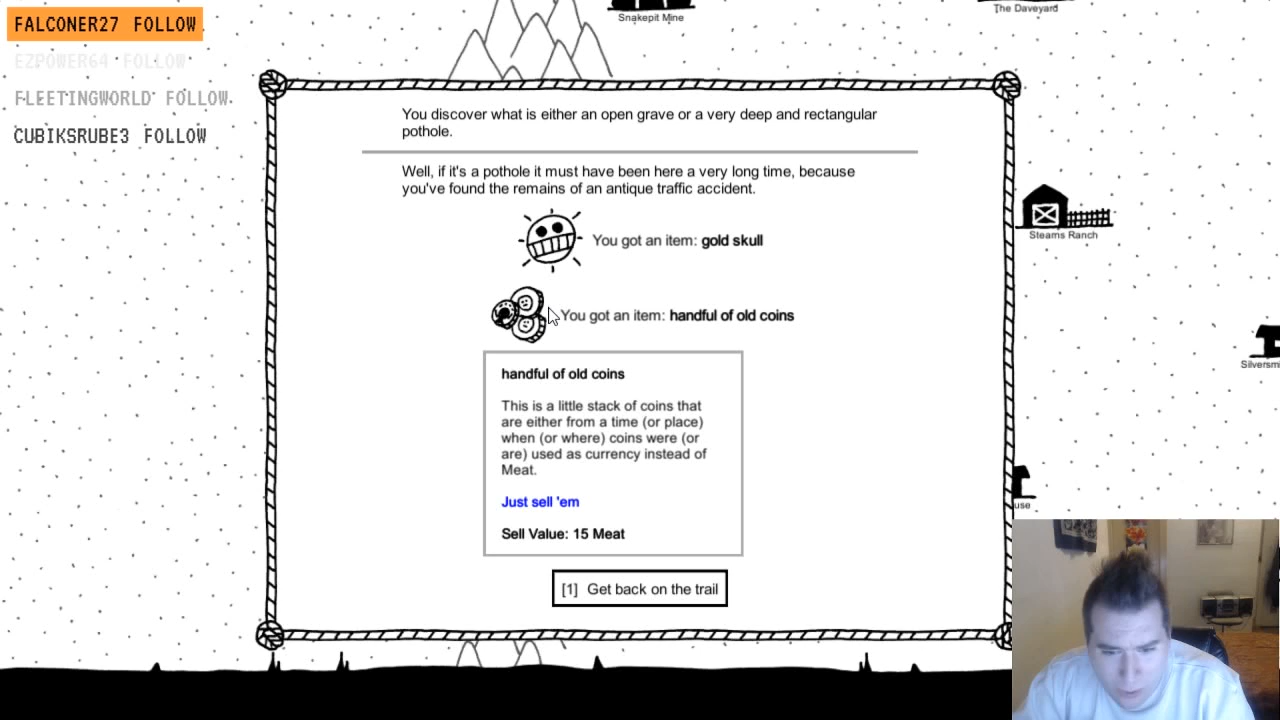 FALCONER27 FOLLOW
EZPOWER64 FOLLOW
FLEETINGWORLD FOLLOW
CUBIKSRUBE3 FOLLOW
Snakepit Mine
The Daveyard
You discover what is either an open grave or a very deep and rectangular
pothole.
Well, if it's a pothole it must have been here a very long time, because
you've found the remains of an antique traffic accident.
You got an item: gold skull
You got an item: handful of old coins
handful of old coins
This is a little stack of coins that
are either from a time (or place)
when (or where) coins were (or
are) used as currency instead of
Meat.
Just sell 'em
Sell Value: 15 Meat
[1] Get back on the trail
Stearns Ranch
Silversmi
use